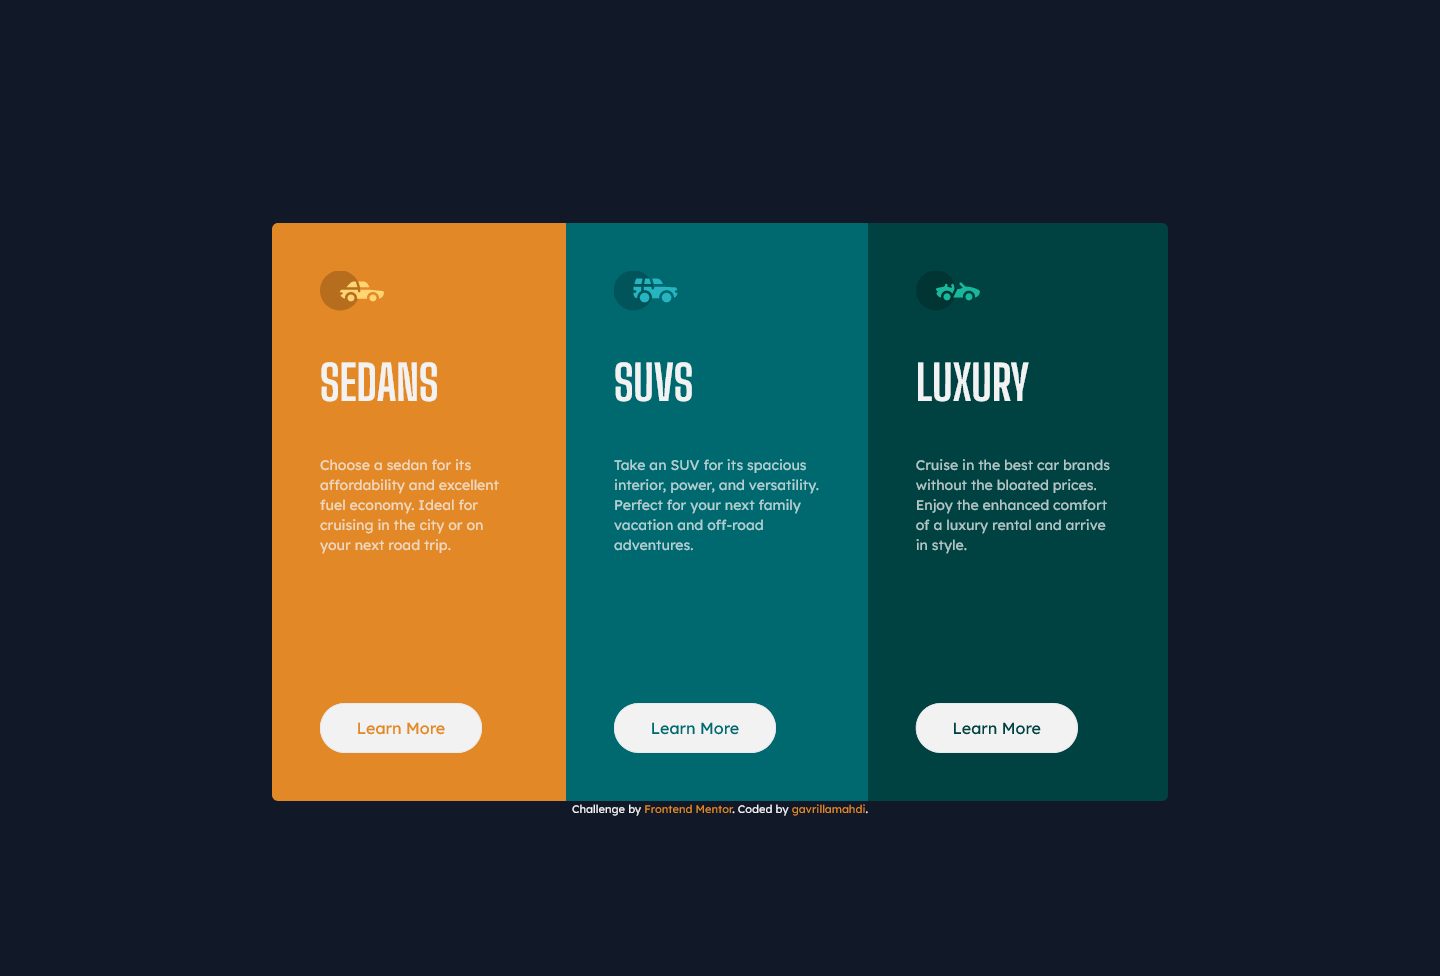 SEDANS
Choose a sedan for its
affordability and excellent
fuel economy. Ideal for
cruising in the city or on
your next road trip.
Learn More
SUVS
Take an SUV for its spacious
interior, power, and versatility.
Perfect for your next family
vacation and off-road
adventures.
Learn More
LUXURY
Cruise in the best car brands
without the bloated prices.
Enjoy the enhanced comfort
of a luxury rental and arrive
in style.
Learn More
Challenge by Frontend Mentor. Coded by gavrillamahdi.